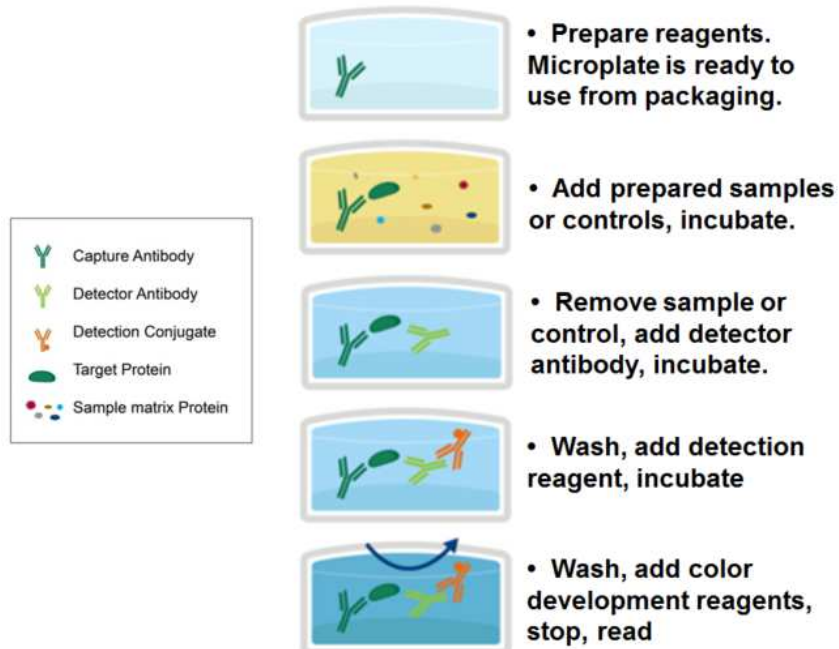 • Prepare reagents.
Microplate is ready to
use from packaging.
• Add prepared samples
or controls, incubate.
Capture Antibody
Detector Antibody
Detection Conjugate
Target Protein
Sample matrix Protein
• Remove sample or
control, add detector
antibody, incubate.
• Wash, add detection
reagent, incubate
• Wash, add color
development reagents,
stop, read